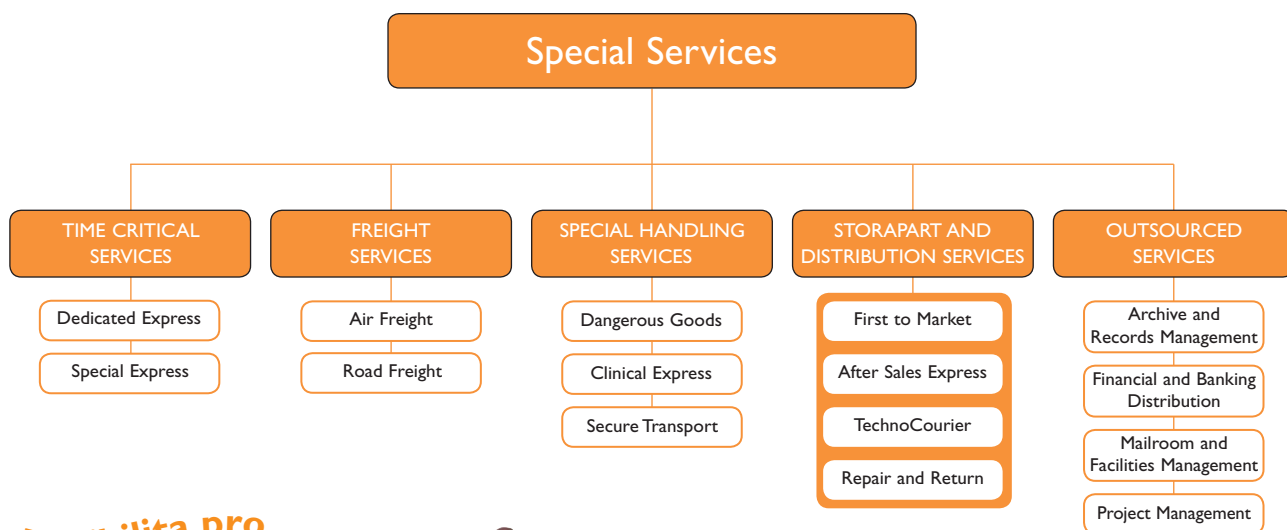 Special Services
TIME CRITICAL
SERVICES
Dedicated Express
Special Express
FREIGHT
SERVICES
Air Freight
Road Freight
SPECIAL HANDLING
SERVICES
Dangerous Goods
Clinical Express
Secure Transport
STORAPART AND
DISTRIBUTION SERVICES
First to Market
After Sales Express
TechnoCourier
Repair and Return
OUTSOURCED
SERVICES
Archive and
Records Management
Financial and Banking
Distribution
Mailroom and
Facilities Management
Project Management
pro